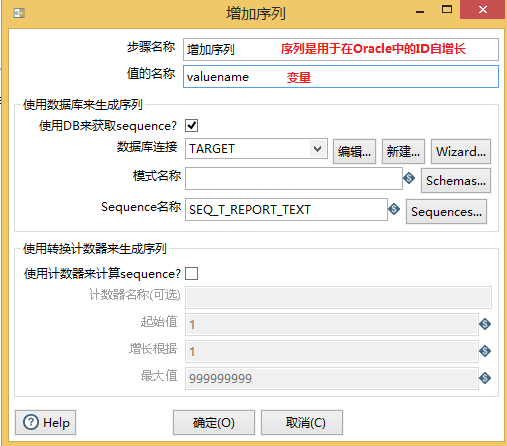 增加序列
步骤名称 增加序列 序列是用于在Oracle中的ID自增长
值的名称 valuename 变量
使用数据库来生成序列
使用DB来获取sequence?
数据库连接 TARGET 编辑... 新建... Wizard...
模式名称 Schemas...
Sequence名称 SEQ_T_REPORT_TEXT Sequences...
使用转换计数器来生成序列
使用计数器来计算sequence?
计数器名称(可选)
起始值 1
增长根据 1
最大值 999999999
Help 确定(O) 取消(C)